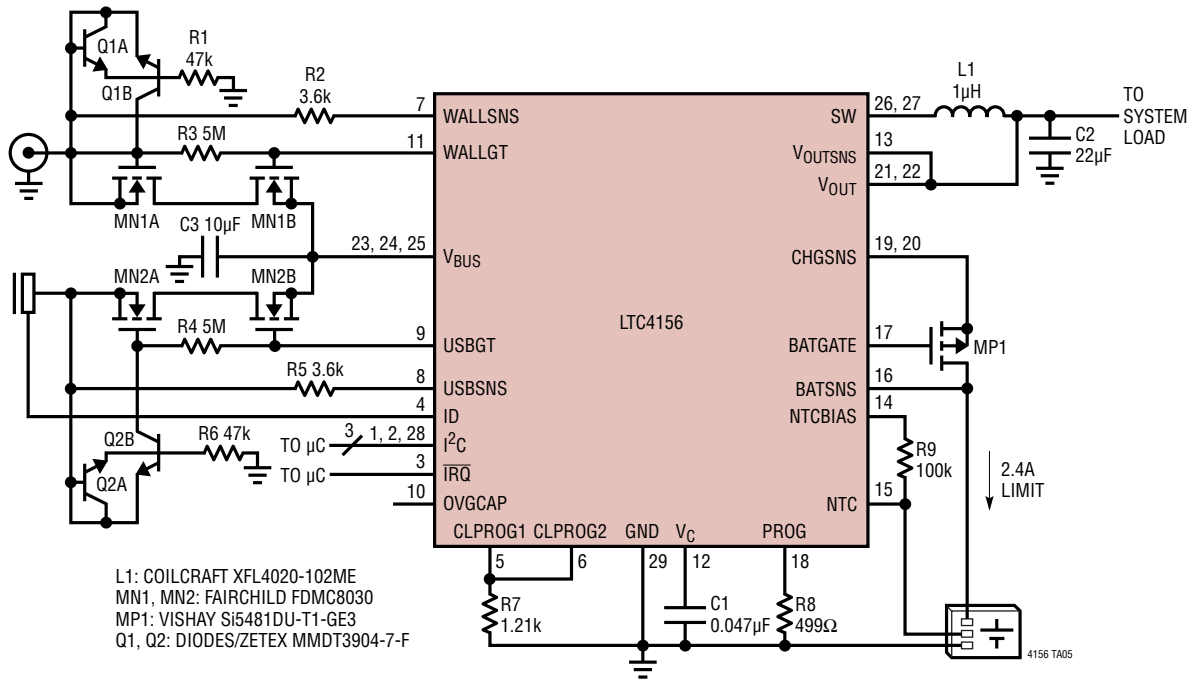 Q1A
R1
47k
Q1B
R2
3.6k
R3 5M
MN1A
MN1B
C3 10µF
MN2A
MN2B
R4 5M
R5 3.6k
Q2B
R6 47k
Q2A
TO µC
3
1, 2, 28
TO µC
7
11
23, 24, 25
9
8
4
3
10
WALLSNS
WALLGT
VBUS
USBGT
USBSNS
ID
I2C
IRQ
OVGCAP
LTC4156
SW
VOUTSNS
VOUT
CHGSNS
BATGATE
BATSNS
NTCBIAS
NTC
CLPROG1
CLPROG2
GND
VC
PROG
26, 27
13
21, 22
19, 20
17
16
14
15
5
6
29
12
18
L1
1µH
C2
22µF
TO
SYSTEM
LOAD
MP1
R9
100k
2.4A
LIMIT
R7
1.21k
C1
0.047µF
R8
499Ω
L1: COILCRAFT XFL4020-102ME
MN1, MN2: FAIRCHILD FDMC8030
MP1: VISHAY Si5481DU-T1-GE3
Q1, Q2: DIODES/ZETEX MMDT3904-7-F
4156 TA05